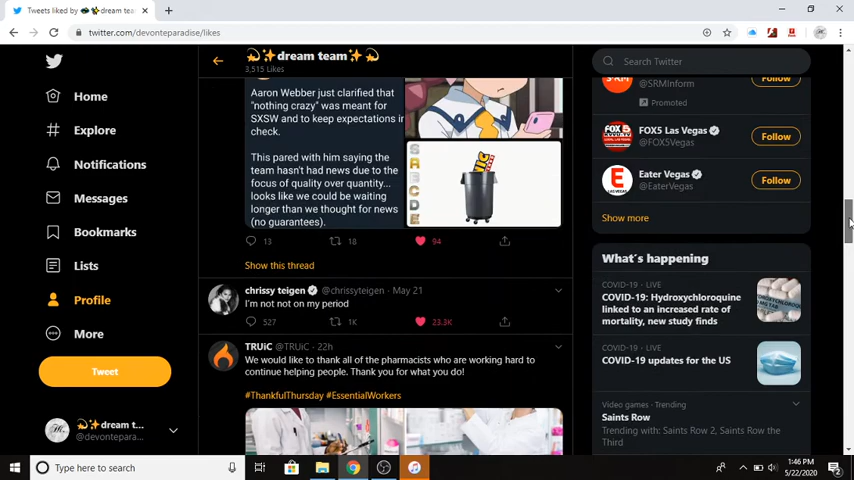 Tweets liked by 👁️💫dream tea
twitter.com/devonteparadise/likes
💫✨dream team✨💫
3,515 Likes
Search Twitter
Home
Explore
Notifications
Messages
Bookmarks
Lists
Profile
More
Tweet
💫✨dream t...
@devontepara...
Aaron Webber just clarified that
"nothing crazy" was meant for
SXSW and to keep expectations in
check.
This pared with him saying the
team hasn't had news due to the
focus of quality over quantity...
looks like we could be waiting
longer than we thought for news
(no guarantees).
13 18 94
Show this thread
chrissy teigen @chrissyteigen · May 21
I'm not not on my period
527 1K 23.3K
TRUiC @TRUiC · 22h
We would like to thank all of the pharmacists who are working hard to
continue helping people. Thank you for what you do!
#ThankfulThursday #EssentialWorkers
@SRMInform
Follow
Promoted
FOX5 Las Vegas
@FOX5Vegas
Follow
Eater Vegas
@EaterVegas
Follow
Show more
What's happening
COVID-19 · LIVE
COVID-19: Hydroxychloroquine
linked to an increased rate of
mortality, new study finds
COVID-19 · LIVE
COVID-19 updates for the US
Video games · Trending
Saints Row
Trending with: Saints Row 2, Saints Row the
Third
Type here to search
1:46 PM
5/22/2020
2